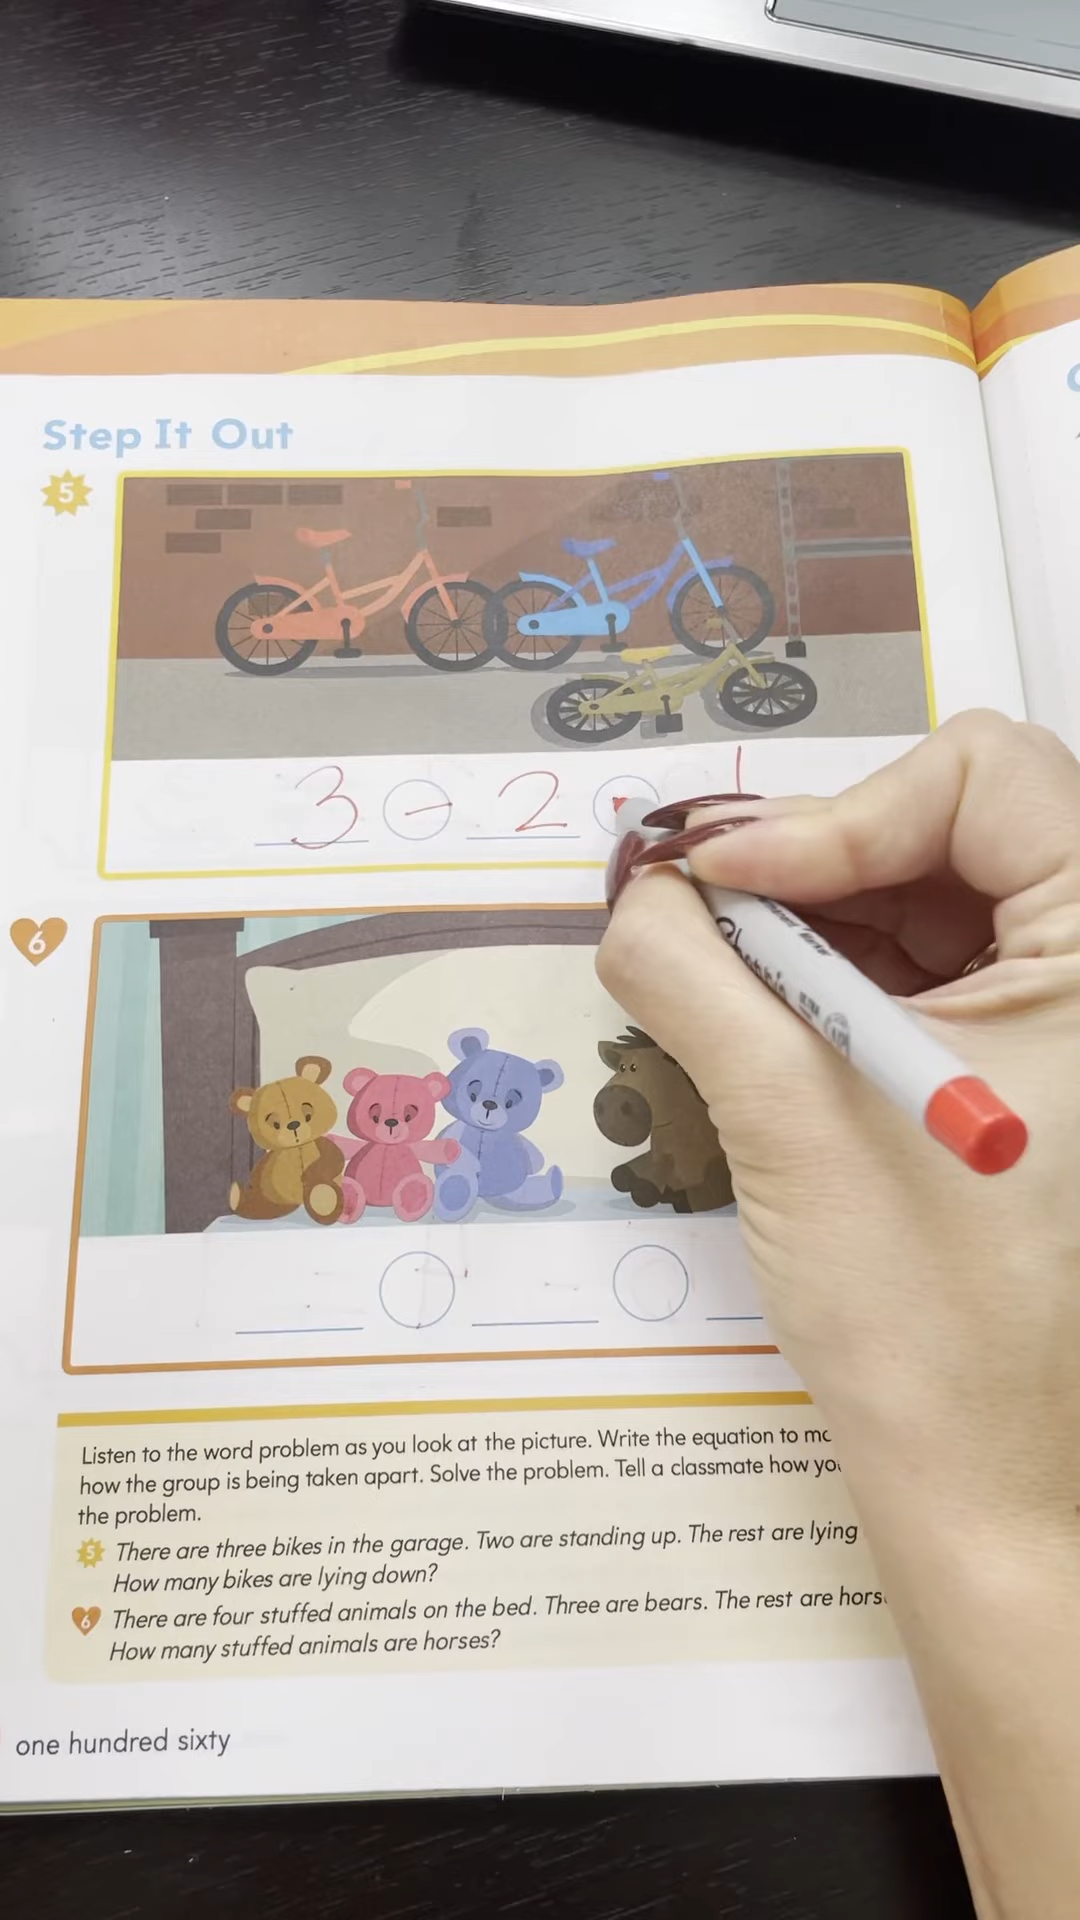 Step It Out
5
3 - 2 1
6
Listen to the word problem as you look at the picture. Write the equation to
how the group is being taken apart. Solve the problem. Tell a classmate how
the problem.
5 There are three bikes in the garage. Two are standing up. The rest are lying
How many bikes are lying down?
6 There are four stuffed animals on the bed. Three are bears. The rest are
How many stuffed animals are horses?
one hundred sixty
Sharpie